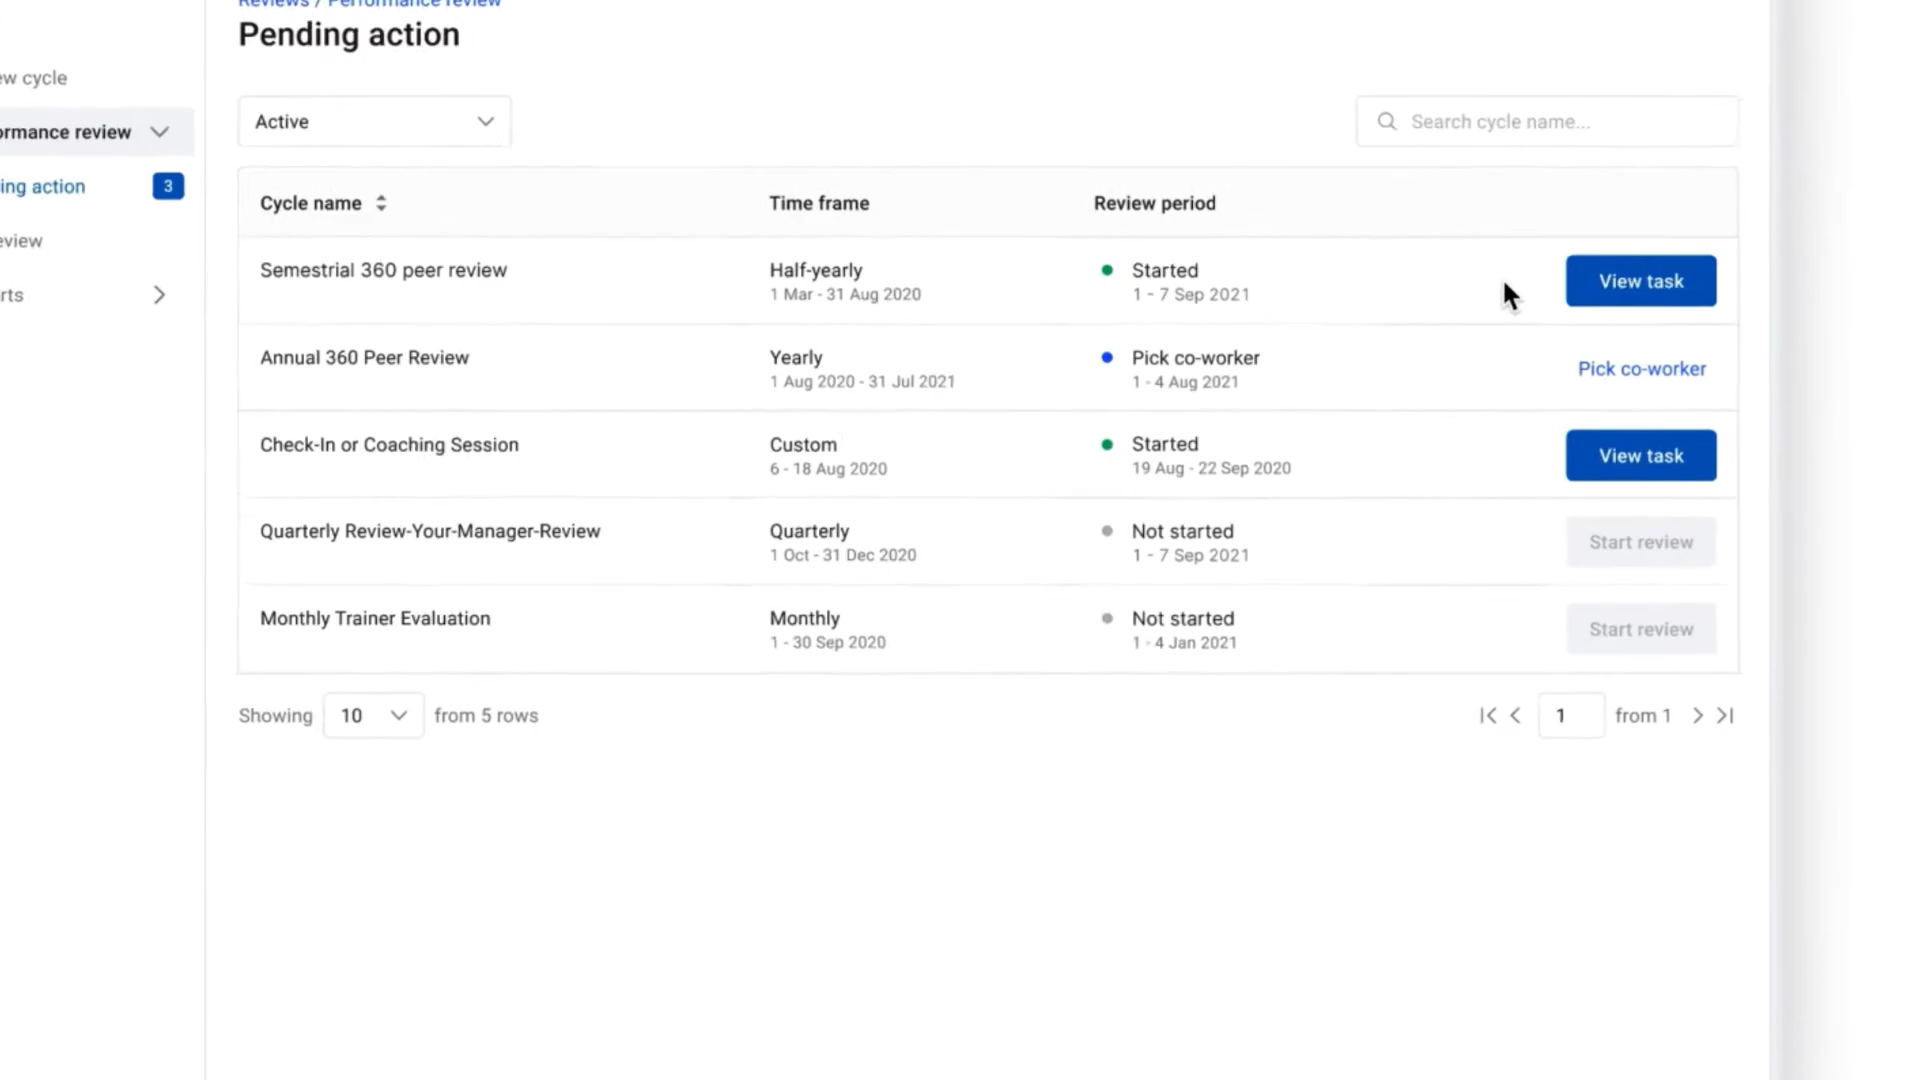 Reviews / Performance review
Pending action
ew cycle
ormance review
ing action 3
eview
rts
Active
Search cycle name...
Cycle name Time frame Review period
Semestrial 360 peer review Half-yearly Started View task
1 Mar - 31 Aug 2020 1 - 7 Sep 2021
Annual 360 Peer Review Yearly Pick co-worker Pick co-worker
1 Aug 2020 - 31 Jul 2021 1 - 4 Aug 2021
Check-In or Coaching Session Custom Started View task
6 - 18 Aug 2020 19 Aug - 22 Sep 2020
Quarterly Review-Your-Manager-Review Quarterly Not started Start review
1 Oct - 31 Dec 2020 1 - 7 Sep 2021
Monthly Trainer Evaluation Monthly Not started Start review
1 - 30 Sep 2020 1 - 4 Jan 2021
Showing 10 from 5 rows 1 from 1